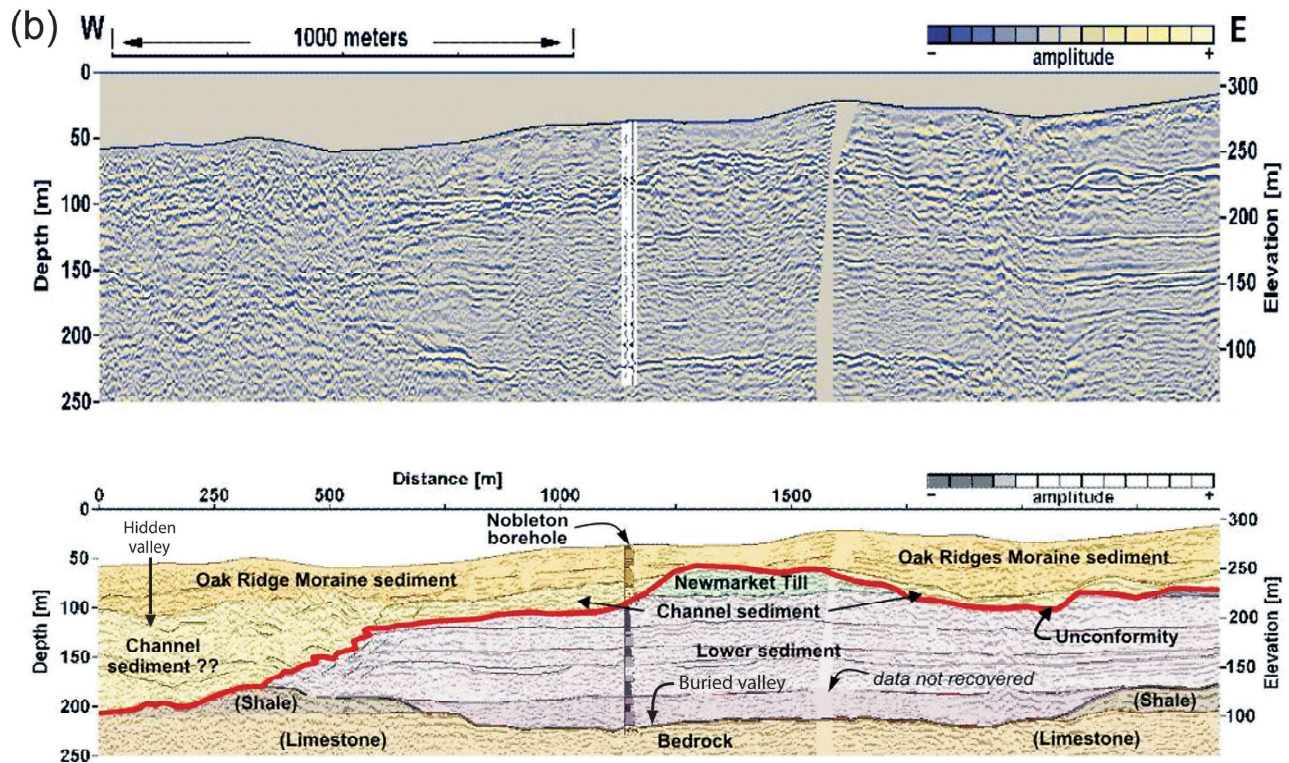 (b)
W
1000 meters
E
- amplitude +
0
50
100
150
200
250
Depth [m]
300
250
200
150
100
Elevation [m]
Distance [m]
0 250 500 1000 1500
- amplitude +
0
50
100
150
200
250
Depth [m]
300
250
200
150
100
Elevation [m]
Hidden
valley
Nobleton
borehole
Oak Ridge Moraine sediment
Oak Ridges Moraine sediment
Newmarket Till
Channel sediment
Channel
sediment ??
Unconformity
Lower sediment
Buried valley
data not recovered
(Shale)
(Shale)
(Limestone)
Bedrock
(Limestone)